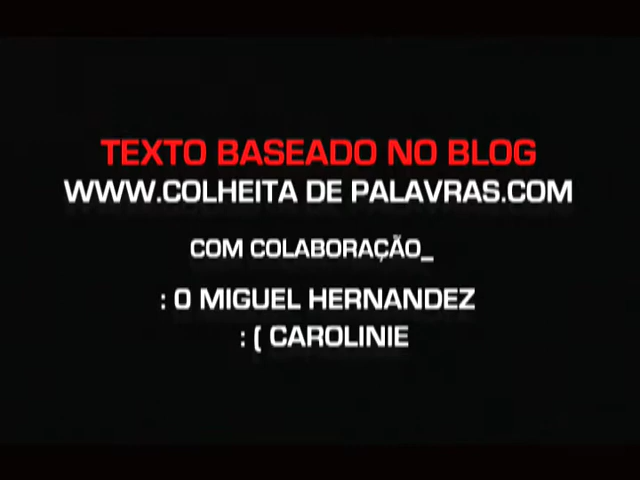 TEXTO BASEADO NO BLOG
WWW.COLHEITA DE PALAVRAS.COM
COM COLABORAÇÃO_
: O MIGUEL HERNANDEZ
: ( CAROLINIE